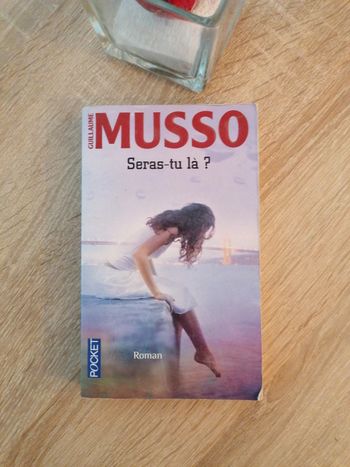 GUILLAUME
MUSSO
Seras-tu là ?
Roman
POCKET